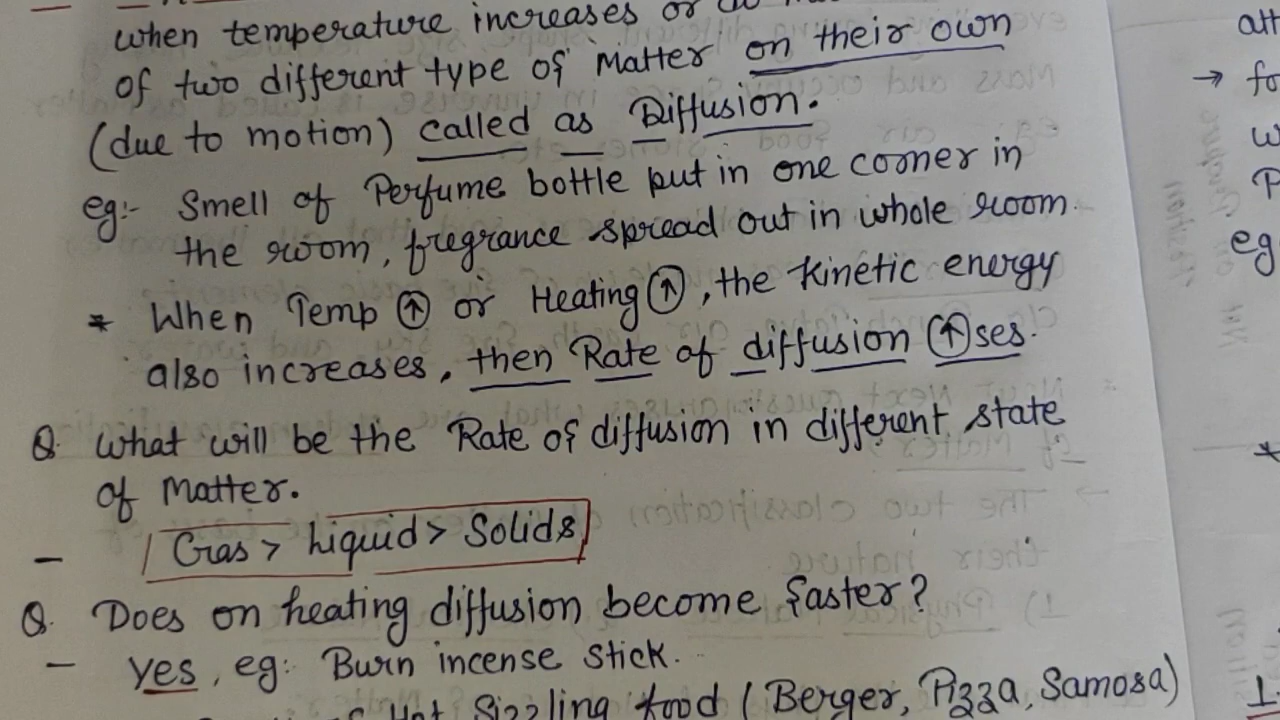 when temperature increases or
of two different type of Matter on their own
(due to motion) called as Diffusion.
eg:- Smell of Perfume bottle put in one corner in
the room, fregrance spread out in whole room.
* When Temp ↑ or Heating ↑, the kinetic energy
also increases, then Rate of diffusion ↑ses.
Q. What will be the Rate of diffusion in different state
of Matter.
- Gas > Liquid > Solids
Q. Does on heating diffusion become faster?
- yes, eg: Burn incense stick.
Hot Sizzling food (Berger, Pizza, Samosa)
→ fo
eg
*
1.